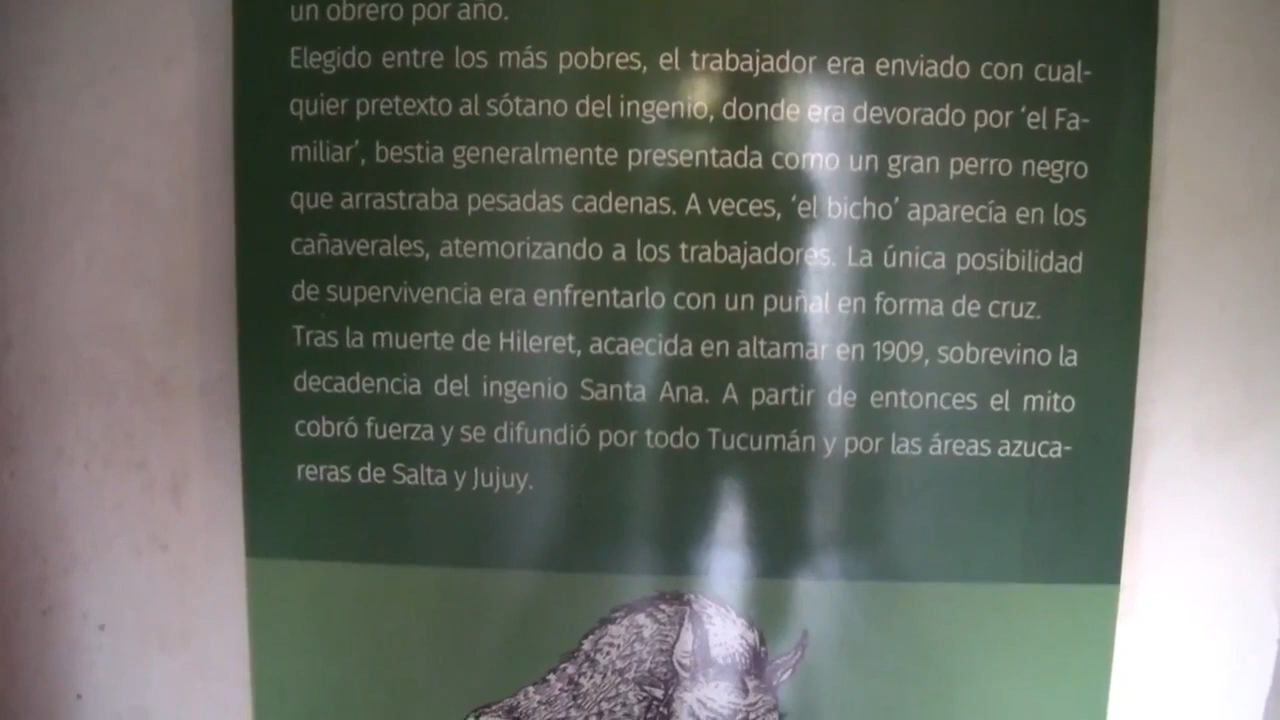 un obrero por año.
Elegido entre los más pobres, el trabajador era enviado con cual-
quier pretexto al sótano del ingenio, donde era devorado por ‘el Fa-
miliar’, bestia generalmente presentada como un gran perro negro
que arrastraba pesadas cadenas. A veces, ‘el bicho’ aparecía en los
cañaverales, atemorizando a los trabajadores. La única posibilidad
de supervivencia era enfrentarlo con un puñal en forma de cruz.
Tras la muerte de Hileret, acaecida en altamar en 1909, sobrevino la
decadencia del ingenio Santa Ana. A partir de entonces el mito
cobró fuerza y se difundió por todo Tucumán y por las áreas azuca-
reras de Salta y Jujuy.